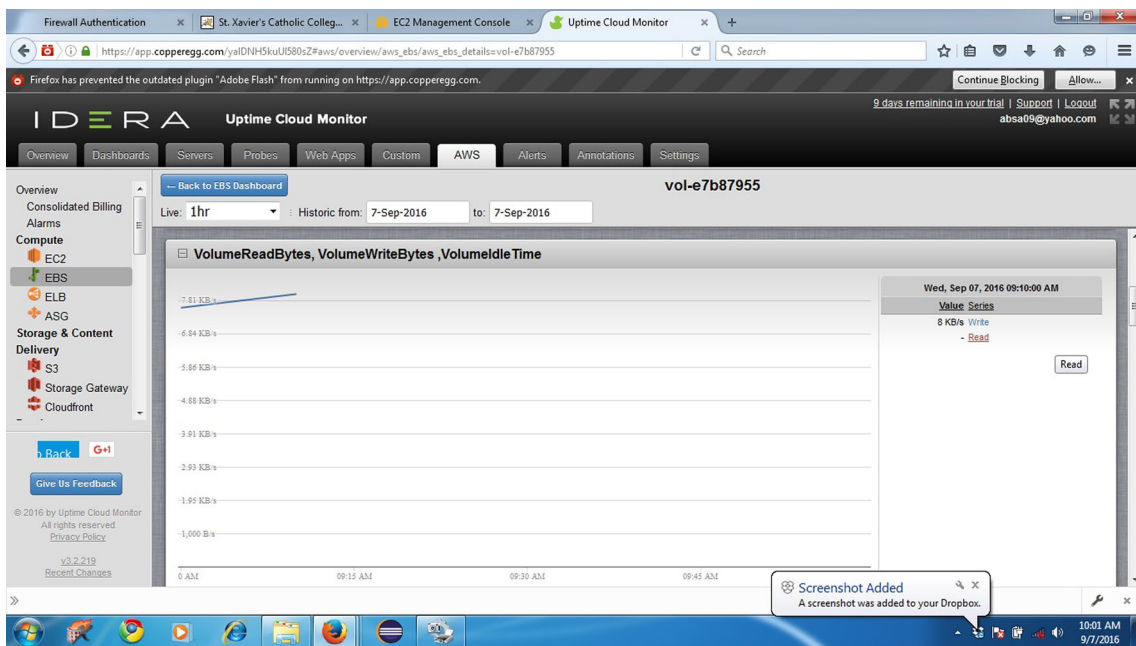 Firewall Authentication
St. Xavier's Catholic Colleg...
EC2 Management Console
Uptime Cloud Monitor
https://app.copperegg.com/yalDNH5kuUl580sZ#aws/overview/aws_ebs/aws_ebs_details=vol-e7b87955
Search
Firefox has prevented the outdated plugin "Adobe Flash" from running on https://app.copperegg.com.
Continue Blocking
Allow...
9 days remaining in your trial | Support | Logout
absa09@yahoo.com
IDERA
Uptime Cloud Monitor
Overview
Dashboards
Servers
Probes
Web Apps
Custom
AWS
Alerts
Annotations
Settings
Overview
Consolidated Billing
Alarms
Compute
EC2
EBS
ELB
ASG
Storage & Content
Delivery
S3
Storage Gateway
Cloudfront
← Back to EBS Dashboard
vol-e7b87955
Live: 1hr
Historic from: 7-Sep-2016 to: 7-Sep-2016
VolumeReadBytes, VolumeWriteBytes ,VolumeIdleTime
7.81 KB/s
6.84 KB/s
5.86 KB/s
4.88 KB/s
3.91 KB/s
2.93 KB/s
1.95 KB/s
1,000 B/s
0 AM
09:15 AM
09:30 AM
09:45 AM
Wed, Sep 07, 2016 09:10:00 AM
Value Series
8 KB/s Write
- Read
Read
Back
G+1
Give Us Feedback
© 2016 by Uptime Cloud Monitor
All rights reserved
Privacy Policy
v3.2.219
Recent Changes
Screenshot Added
A screenshot was added to your Dropbox.
10:01 AM
9/7/2016